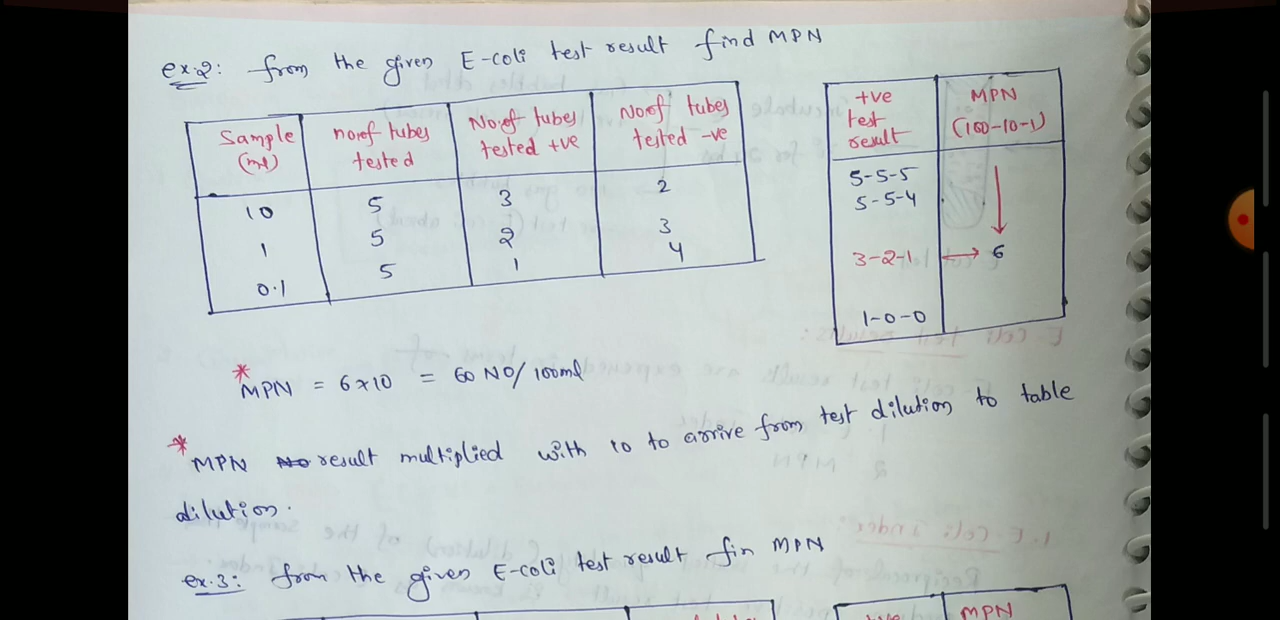 ex.2: from the given E-coli test result find MPN
Sample (ml) | no.of tubes tested | No.of tubes tested +ve | No.of tubes tested -ve
10 | 5 | 3 | 2
1 | 5 | 2 | 3
0.1 | 5 | 1 | 4
+ve test result | MPN (100-10-1)
5-5-5
5-5-4
3-2-1 → 6
1-0-0
* MPN = 6x10 = 60 NO/100ml
* MPN result multiplied with 10 to arrive from test dilution to table
dilution.
ex.3: from the given E-coli test result fin MPN
MPN